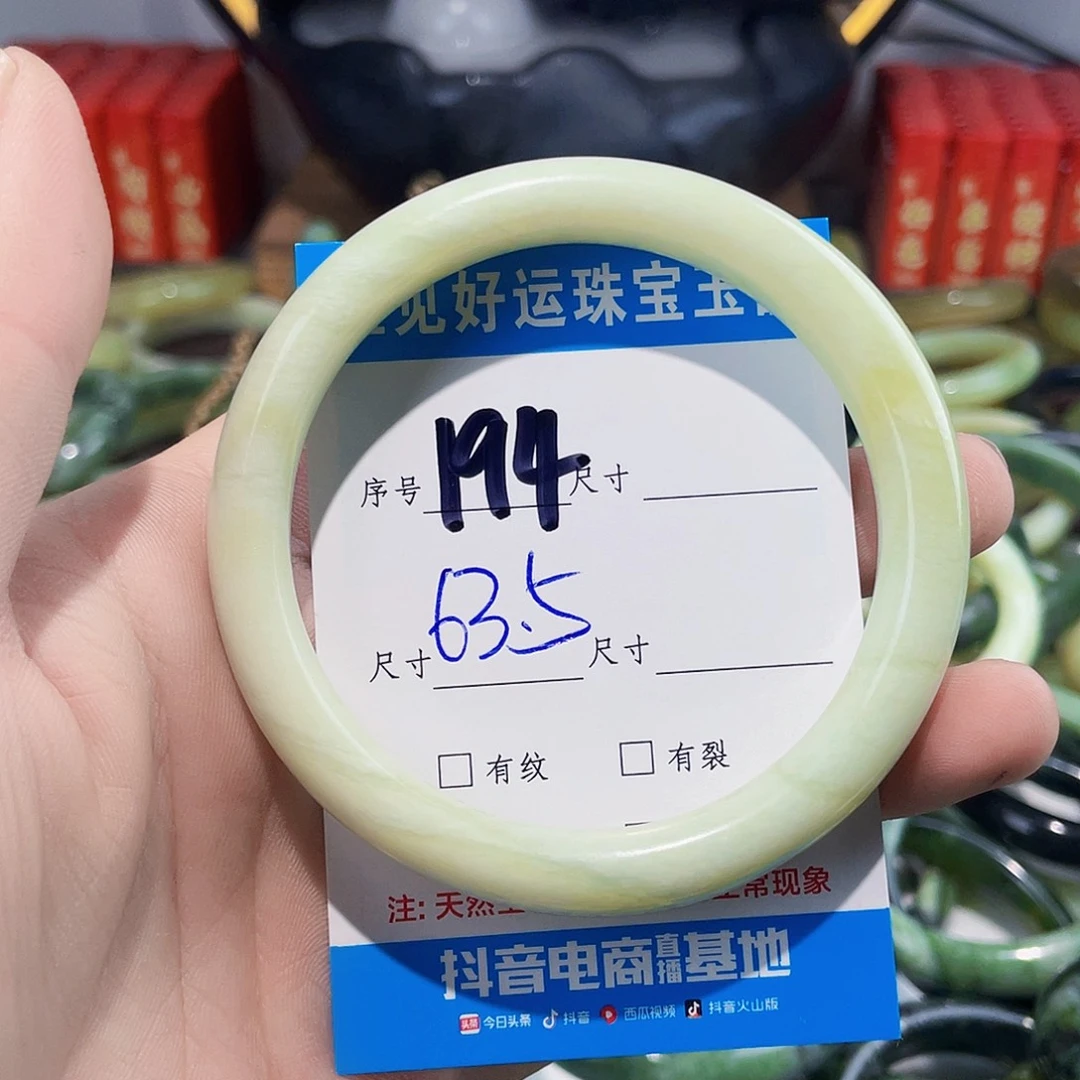 见好运珠宝玉
序号 194 尺寸
尺寸 63.5 尺寸
有纹 有裂
注: 天然 常现象
抖音电商直播基地
头条 今日头条 抖音 西瓜视频 抖音火山版